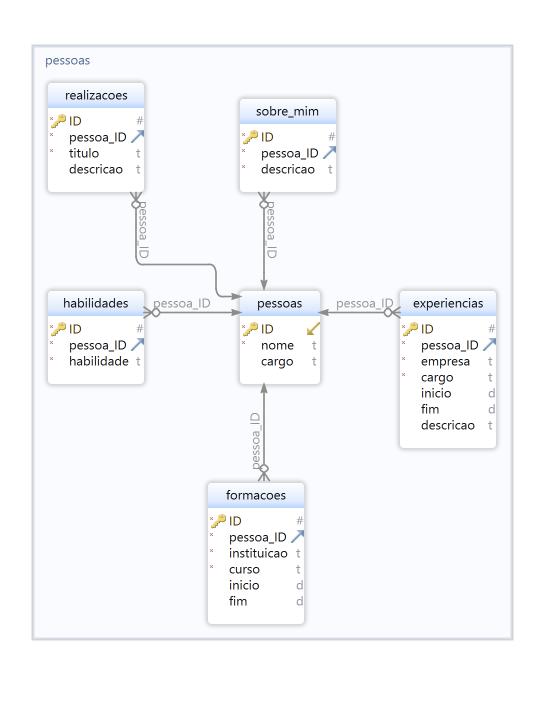 pessoas
realizacoes
ID #
pessoa_ID
titulo t
descricao t
sobre_mim
ID #
pessoa_ID
descricao t
pessoa_ID
pessoa_ID
habilidades
ID #
pessoa_ID
habilidade t
pessoa_ID
pessoas
ID
nome t
cargo t
pessoa_ID
experiencias
ID #
pessoa_ID
empresa t
cargo t
inicio d
fim d
descricao t
pessoa_ID
formacoes
ID #
pessoa_ID
instituicao t
curso t
inicio d
fim d